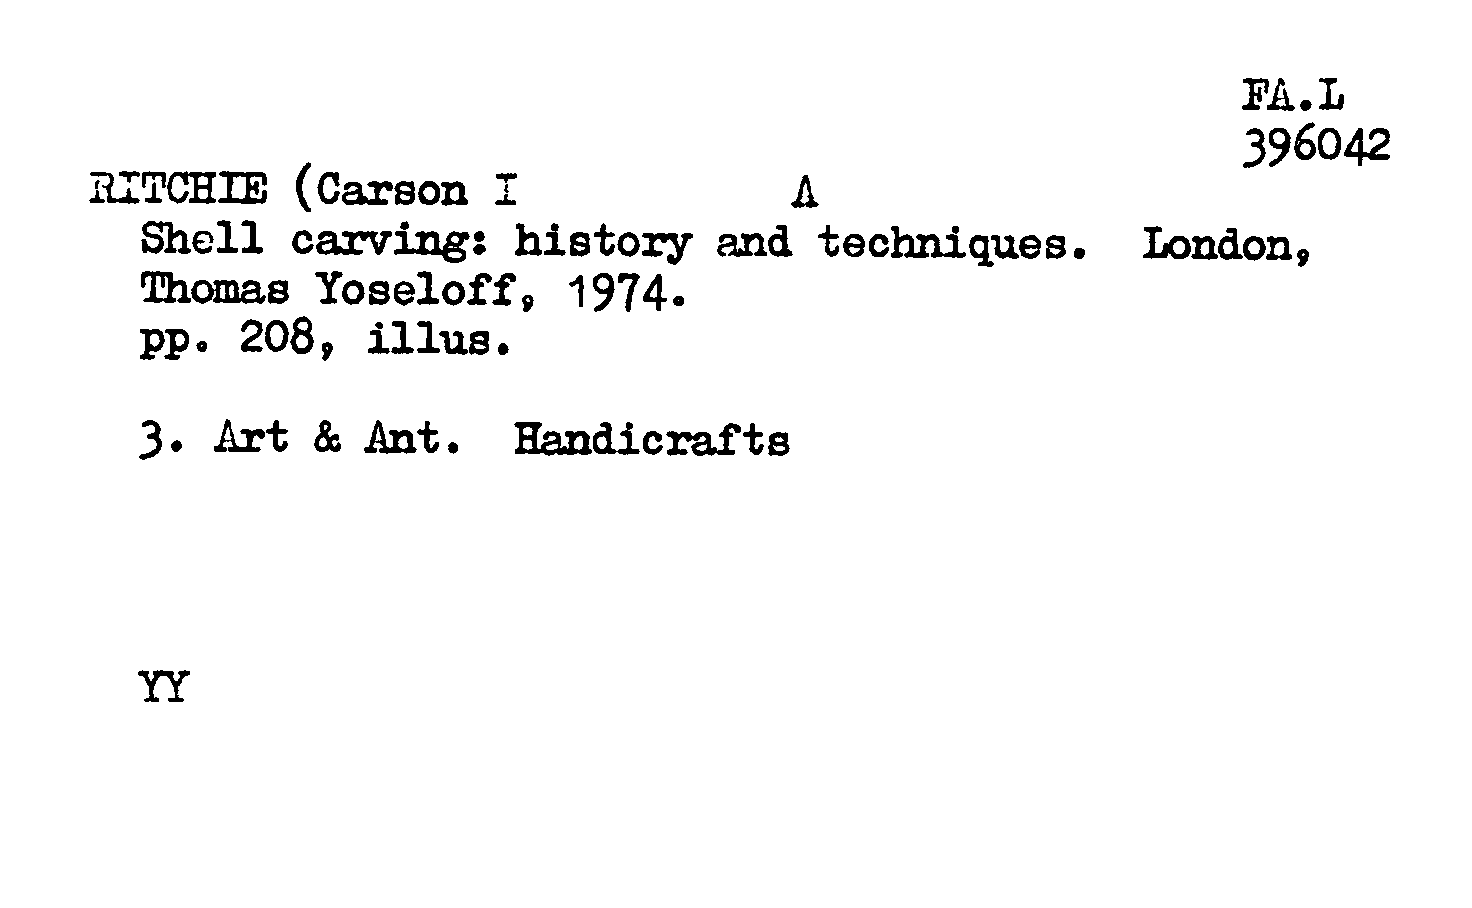 FA.L
396042
RITCHIE (Carson I A
Shell carving: history and techniques. London,
Thomas Yoseloff, 1974.
pp. 208, illus.
3. Art & Ant. Handicrafts
YY